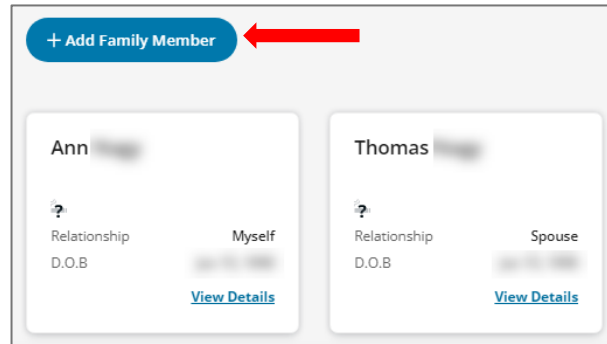 + Add Family Member
Ann
?
Relationship Myself
D.O.B
View Details
Thomas
?
Relationship Spouse
D.O.B
View Details